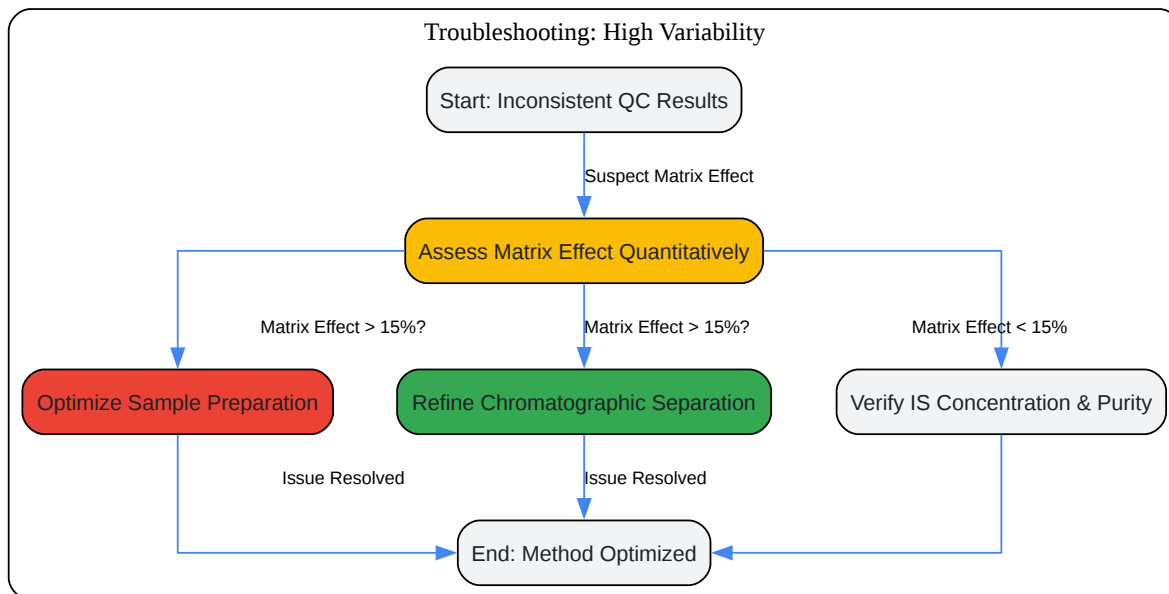 Troubleshooting: High Variability
Start: Inconsistent QC Results
Suspect Matrix Effect
Assess Matrix Effect Quantitatively
Matrix Effect > 15%?
Matrix Effect > 15%?
Matrix Effect < 15%
Optimize Sample Preparation
Refine Chromatographic Separation
Verify IS Concentration & Purity
Issue Resolved
Issue Resolved
End: Method Optimized